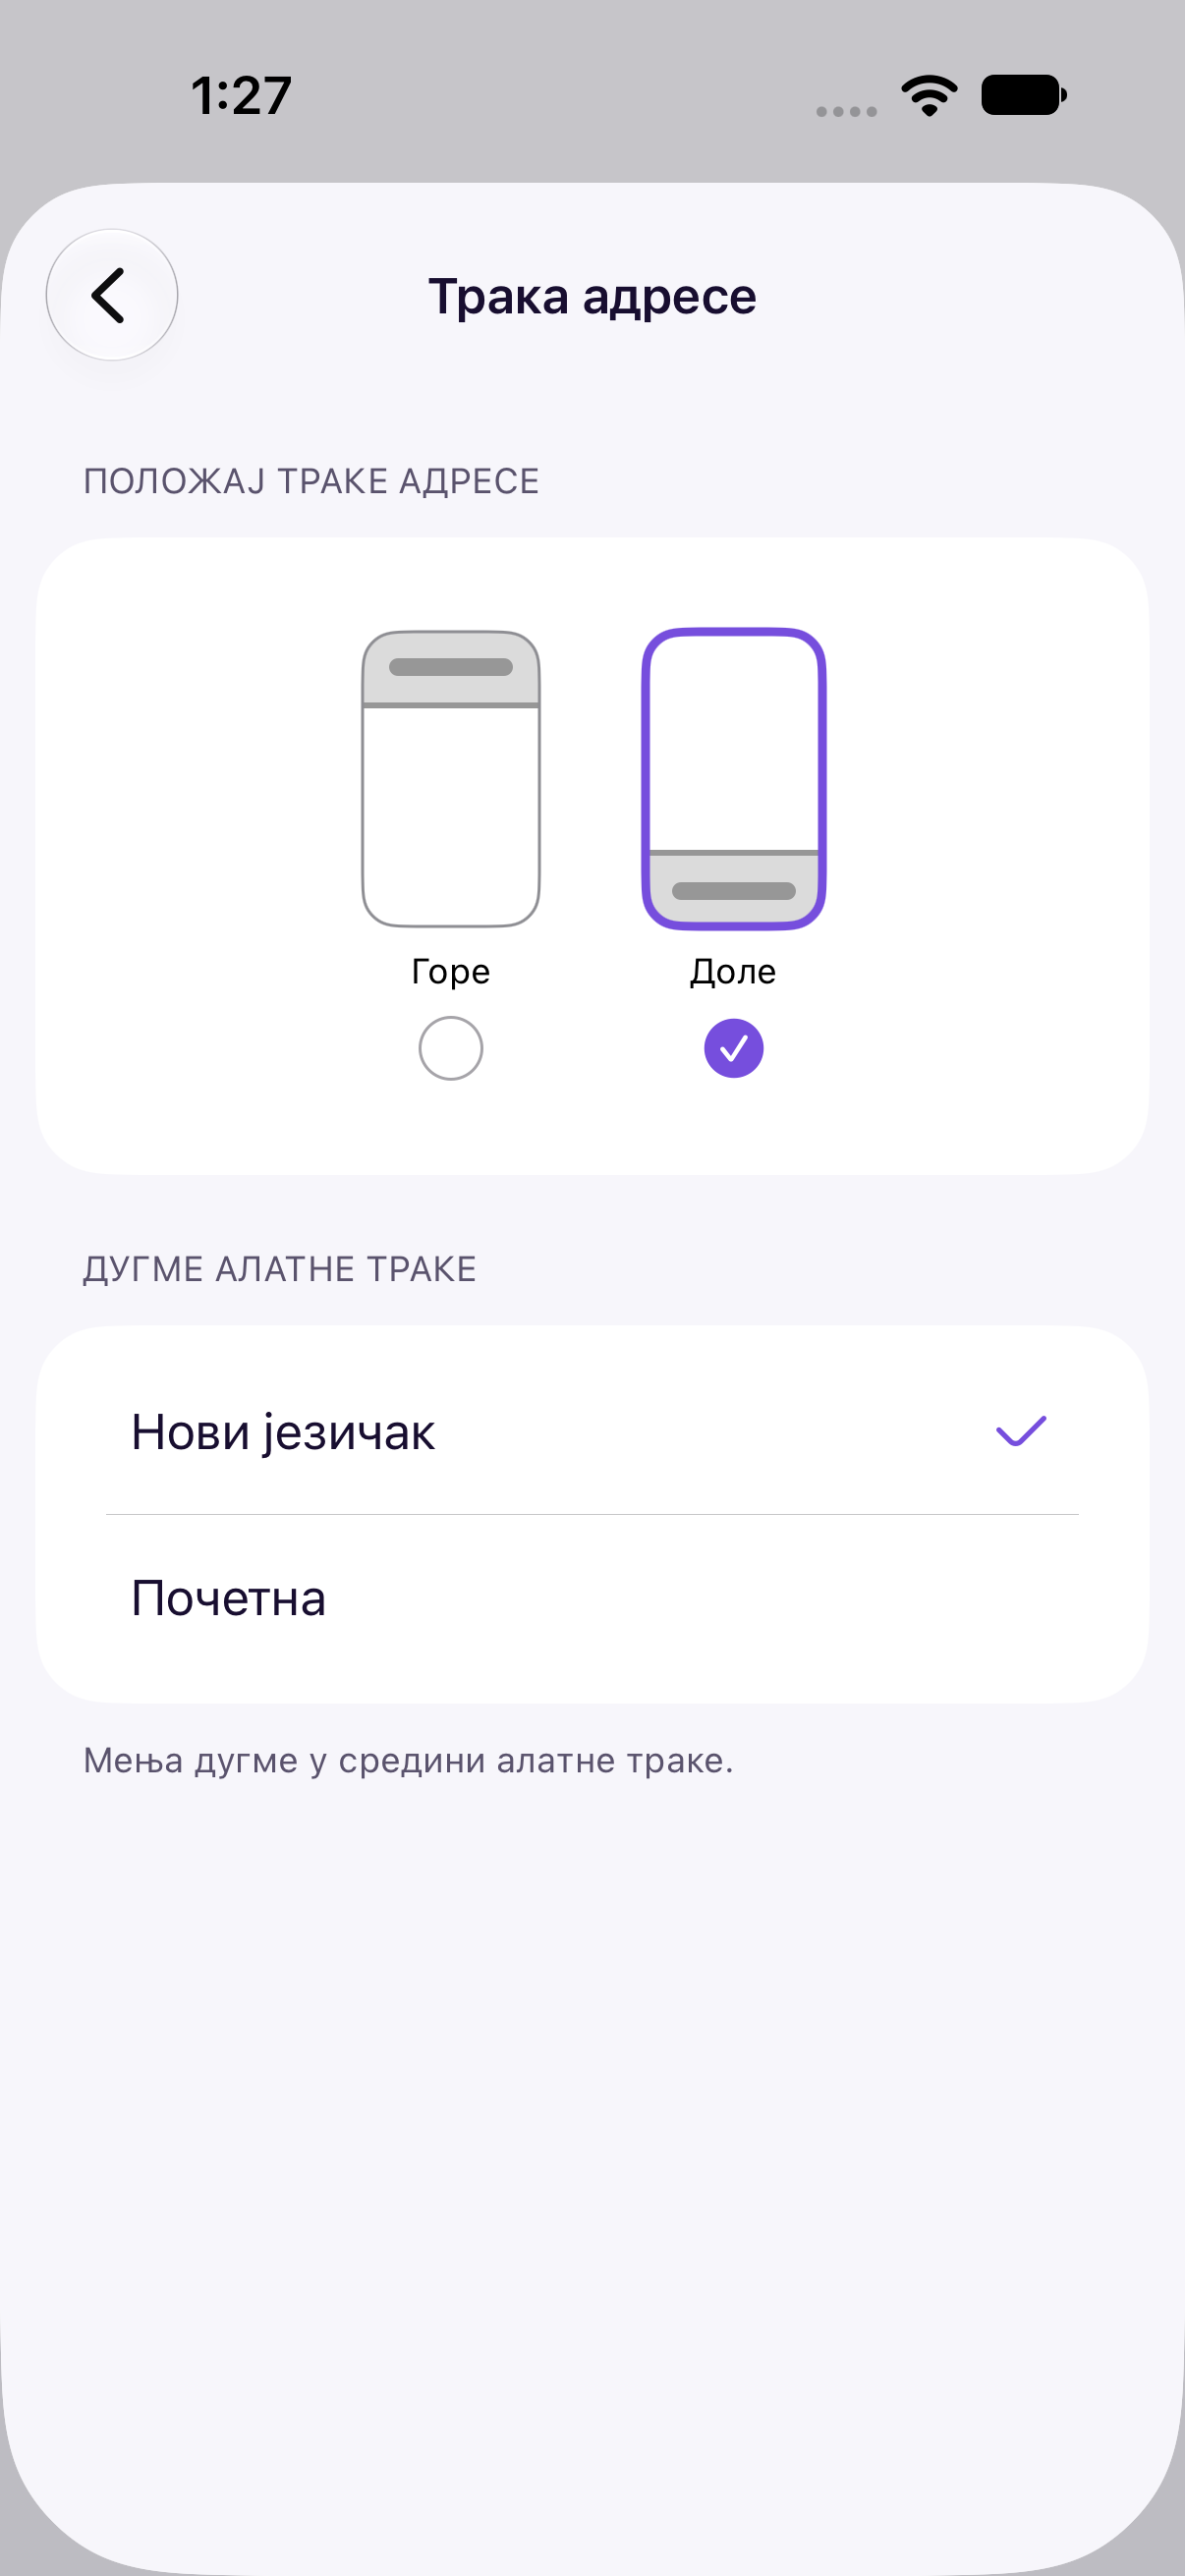 1:27
Трака адресе
ПОЛОЖАЈ ТРАКЕ АДРЕСЕ
Горе
Доле
ДУГМЕ АЛАТНЕ ТРАКЕ
Нови језичак
Почетна
Мења дугме у средини алатне траке.